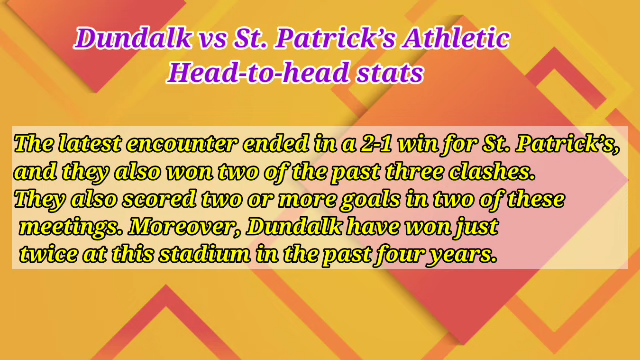 Dundalk vs St. Patrick’s Athletic
Head-to-head stats
The latest encounter ended in a 2-1 win for St. Patrick’s,
and they also won two of the past three clashes.
They also scored two or more goals in two of these
meetings. Moreover, Dundalk have won just
twice at this stadium in the past four years.